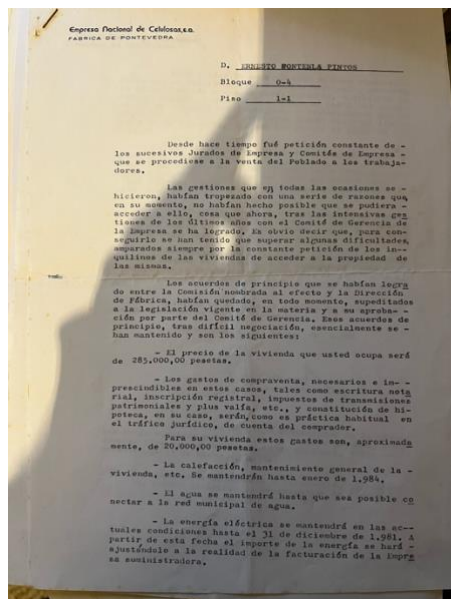 Empresa Nacional de Celulosas, s.a.
FABRICA DE PONTEVEDRA
D. ERNESTO MONTENLA PINTOS
Bloque 0-4
Piso 1-1
Desde hace tiempo fué petición constante de -
los sucesivos Jurados de Empresa y Comités de Empresa -
que se procediese a la venta del Poblado a los trabaja-
dores.
Las gestiones que en todas las ocasiones se -
hicieron, habían tropezado con una serie de razones que,
en su momento, no habían hecho posible que se pudiera -
acceder a ello, cosa que ahora, tras las intensivas ges
tiones de los últimos años con el Comité de Gerencia de
la Empresa se ha logrado. Es obvio decir que, para con-
seguirlo se han tenido que superar algunas dificultades,
amparados siempre por la constante petición de los in-
quilinos de las viviendas de acceder a la propiedad de
las mismas.
Los acuerdos de principio que se habían logra
do entre la Comisión nombrada al efecto y la Dirección
de Fábrica, habían quedado, en todo momento, supeditados
a la legislación vigente en la materia y a su aproba- -
ción por parte del Comité de Gerencia. Esos acuerdos de
principio, tras difícil negociación, esencialmente se -
han mantenido y son los siguientes:
- El precio de la vivienda que usted ocupa será
de 285.000,00 pesetas.
- Los gastos de compraventa, necesarios e im- -
prescindibles en estos casos, tales como escritura nota
rial, inscripción registral, impuestos de transmisiones
patrimoniales y plus valía, etc., y constitución de hi-
poteca, en su caso, serán, como es práctica habitual en
el tráfico jurídico, de cuenta del comprador.
Para su vivienda estos gastos son, aproximada
mente, de 20.000,00 pesetas.
- La calefacción, mantenimiento general de la -
vivienda, etc. Se mantendrán hasta enero de 1.984.
- El agua se mantendrá hasta que sea posible co
nectar a la red municipal de agua.
- La energía eléctrica se mantendrá en las ac--
tuales condiciones hasta el 31 de diciembre de 1.981. A
partir de esta fecha el importe de la energía se hará -
ajustándolo a la realidad de la facturación de la Empre
sa suministradora.